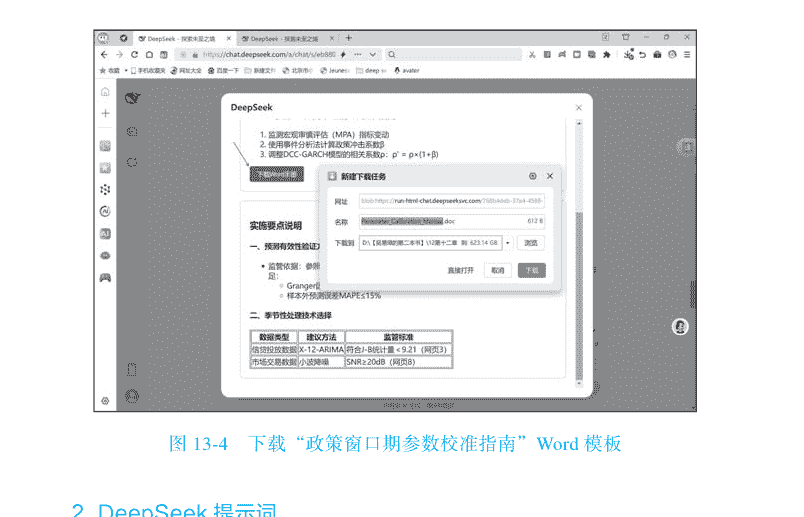 DeepSeek - 探索未至之境
DeepSeek - 探索未至之境
https://chat.deepseek.com/a/chat/s/eb880
收藏 手机收藏夹 网址大全 百度一下 新建文件 北京市 deep avater
DeepSeek
1. 监测宏观审慎评估（MPA）指标变动
2. 使用事件分析法计算政策冲击系数β
3. 调整DCC-GARCH模型的相关系数ρ：ρ' = ρ×(1+β)
实施要点说明
一、预测有效性验证
监管依据：参照
足：
Granger
样本外预测误差MAPE≤15%
二、季节性处理技术选择
数据类型 建议方法 监管标准
信贷投放数据 X-12-ARIMA 符合J-B统计量＜9.21（网页3）
市场交易数据 小波降噪 SNR≥20dB（网页8）
新建下载任务
网址 blob:https://run-html-chat.deepseeksvc.com/
名称 Parameter_Calibration_Manual.doc 612 B
下载到 剩: 623.14 GB 浏览
直接打开 取消 下载
图 13-4 下载“政策窗口期参数校准指南”Word 模板
2. DeepSeek 提示词